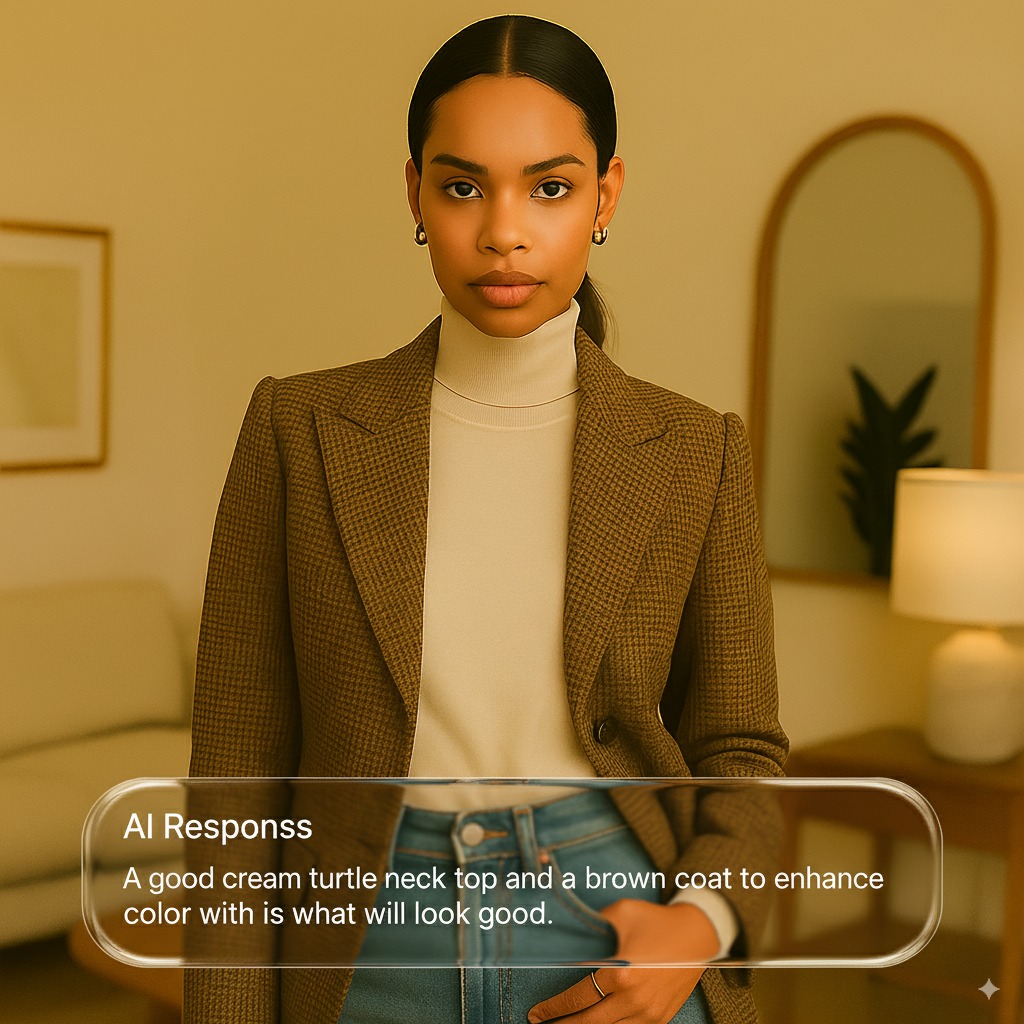 AI Responss
A good cream turtle neck top and a brown coat to enhance
color with is what will look good.